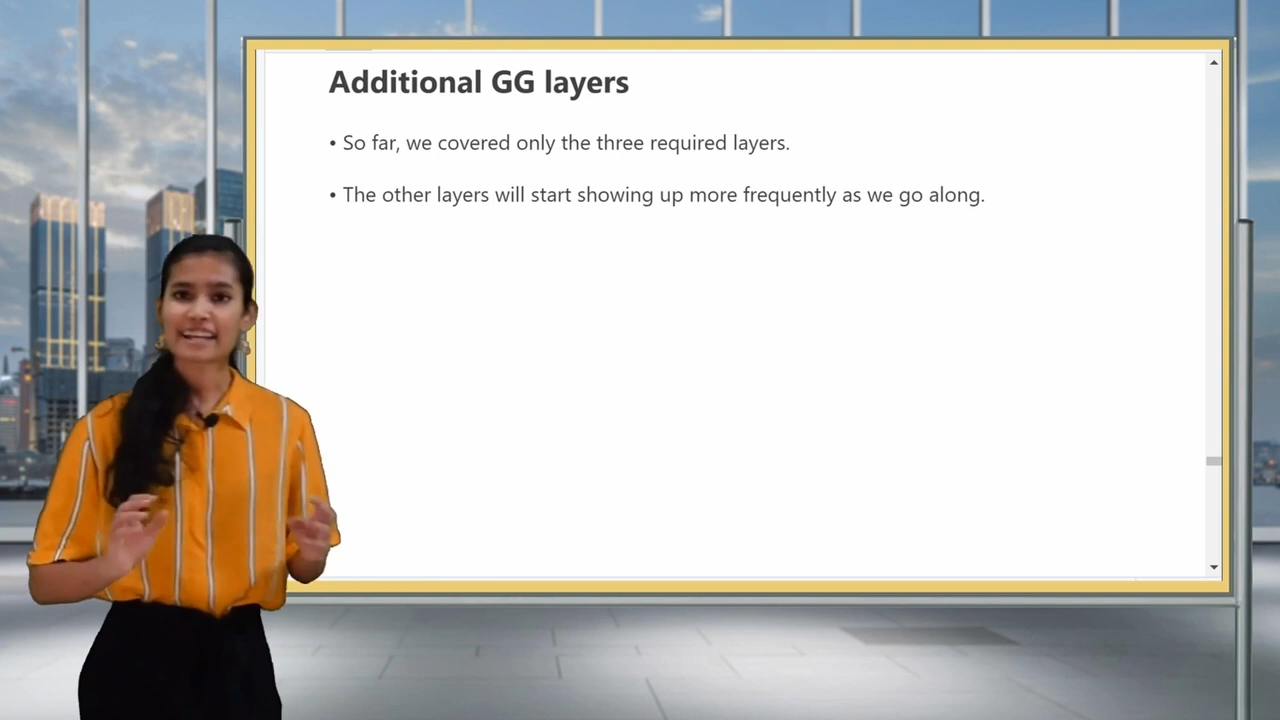 Additional GG layers
• So far, we covered only the three required layers.
• The other layers will start showing up more frequently as we go along.